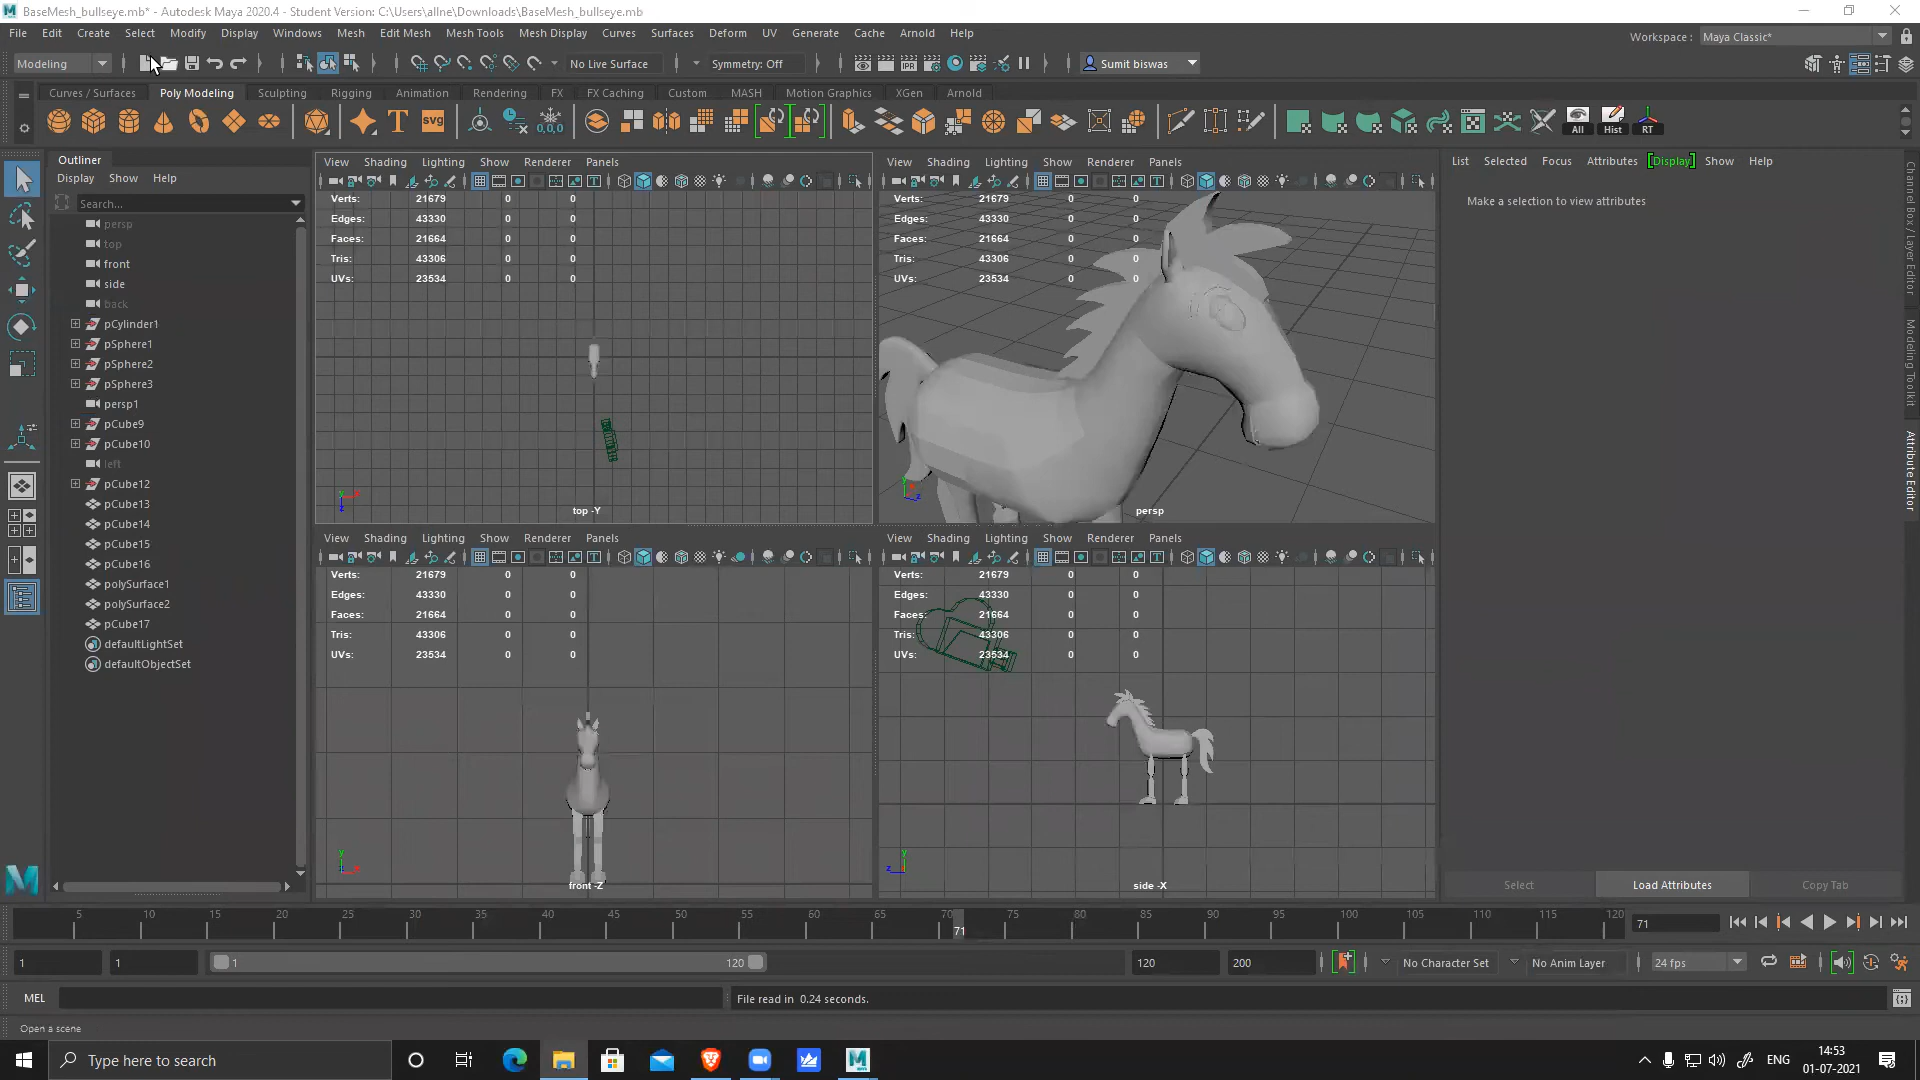 BaseMesh_bullseye.mb* - Autodesk Maya 2020.4 - Student Version: C:\Users\allne\Downloads\BaseMesh_bullseye.mb
File Edit Create Select Modify Display Windows Mesh Edit Mesh Mesh Tools Mesh Display Curves Surfaces Deform UV Generate Cache Arnold Help
Workspace : Maya Classic*
Modeling No Live Surface Symmetry: Off Sumit biswas
Curves / Surfaces Poly Modeling Sculpting Rigging Animation Rendering FX FX Caching Custom MASH Motion Graphics XGen Arnold
T SVG 0,0,0 IPR All Hist RT
Outliner
Display Show Help
Search...
persp
top
front
side
back
pCylinder1
pSphere1
pSphere2
pSphere3
persp1
pCube9
pCube10
left
pCube12
pCube13
pCube14
pCube15
pCube16
polySurface1
polySurface2
pCube17
defaultLightSet
defaultObjectSet
View Shading Lighting Show Renderer Panels
Verts: 21679 0 0
Edges: 43330 0 0
Faces: 21664 0 0
Tris: 43306 0 0
UVs: 23534 0 0
top -Y
View Shading Lighting Show Renderer Panels
Verts: 21679 0 0
Edges: 43330 0 0
Faces: 21664 0 0
Tris: 43306 0 0
UVs: 23534 0 0
persp
View Shading Lighting Show Renderer Panels
Verts: 21679 0 0
Edges: 43330 0 0
Faces: 21664 0 0
Tris: 43306 0 0
UVs: 23534 0 0
front -Z
View Shading Lighting Show Renderer Panels
Verts: 21679 0 0
Edges: 43330 0 0
Faces: 21664 0 0
Tris: 43306 0 0
UVs: 23534 0 0
side -X
List Selected Focus Attributes Display Show Help
Make a selection to view attributes
Select Load Attributes Copy Tab
Channel Box / Layer Editor
Modeling Toolkit
Attribute Editor
5 10 15 20 25 30 35 40 45 50 55 60 65 70 75 80 85 90 95 100 105 110 115 120
71 71
1 1 1 120 120 200 No Character Set No Anim Layer 24 fps
MEL File read in 0.24 seconds.
Open a scene
Type here to search
ENG 14:53
01-07-2021